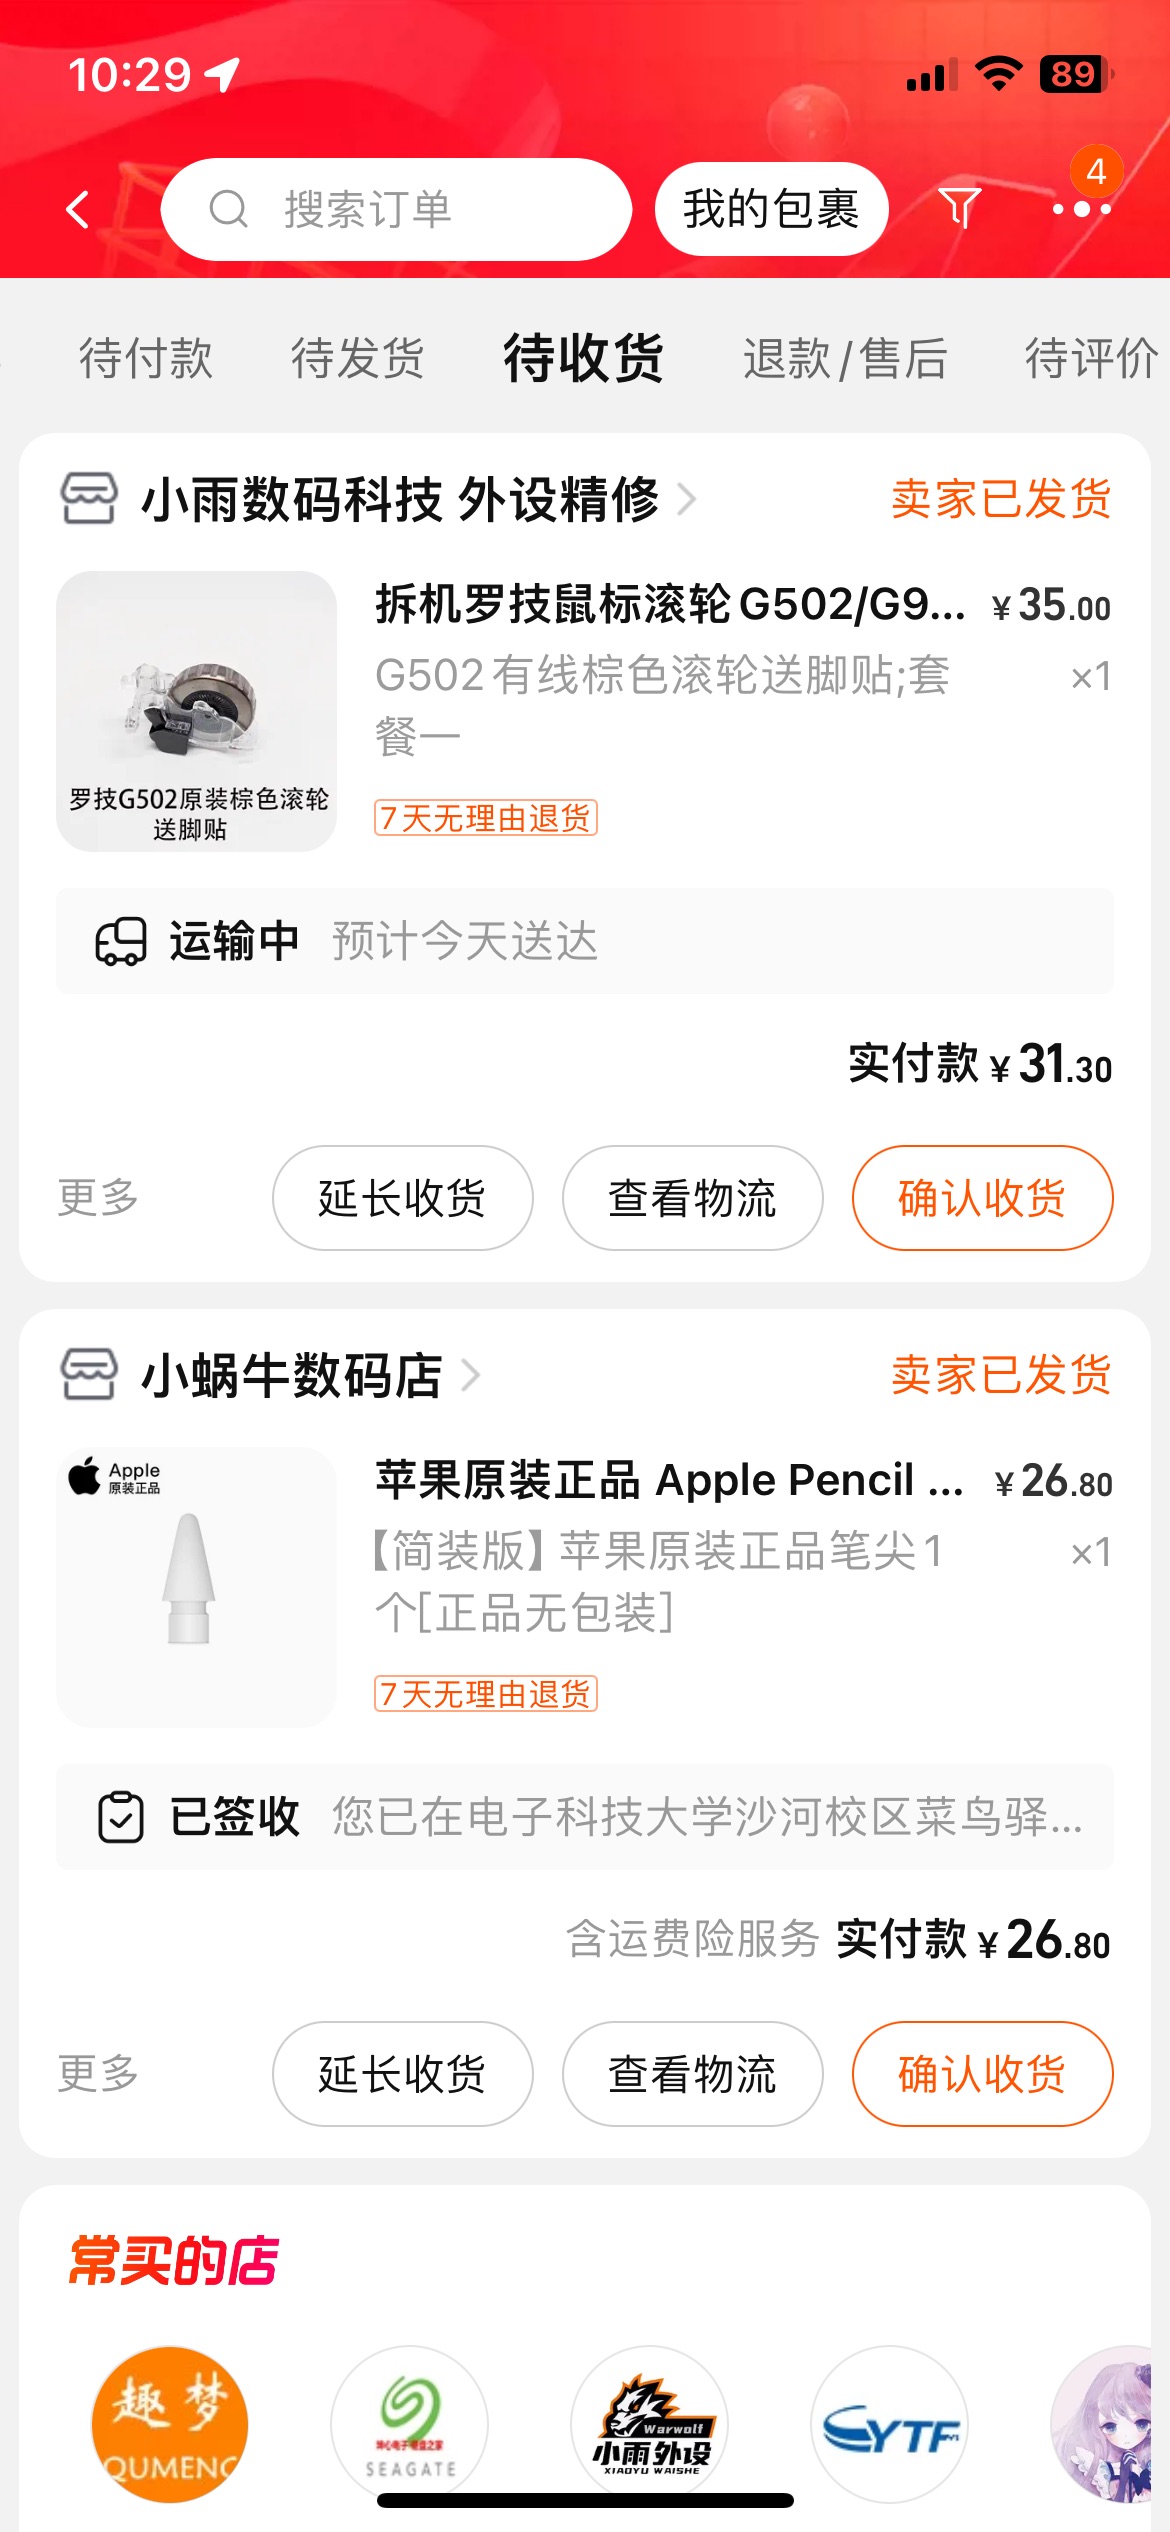 10:29
89
搜索订单
我的包裹
4
待付款
待发货
待收货
退款/售后
待评价
小雨数码科技 外设精修
卖家已发货
罗技G502原装棕色滚轮
送脚贴
拆机罗技鼠标滚轮G502/G9...
¥35.00
G502有线棕色滚轮送脚贴;套
餐一
×1
7天无理由退货
运输中 预计今天送达
实付款¥31.30
更多
延长收货
查看物流
确认收货
小蜗牛数码店
卖家已发货
Apple
原装正品
苹果原装正品 Apple Pencil ...
¥26.80
【简装版】苹果原装正品笔尖1
个[正品无包装]
×1
7天无理由退货
已签收 您已在电子科技大学沙河校区菜鸟驿...
含运费险服务 实付款¥26.80
更多
延长收货
查看物流
确认收货
常买的店
趣梦
QUMENG
SEAGATE
Warwolf
小雨外设
XIAOYU WAISHE
YTF